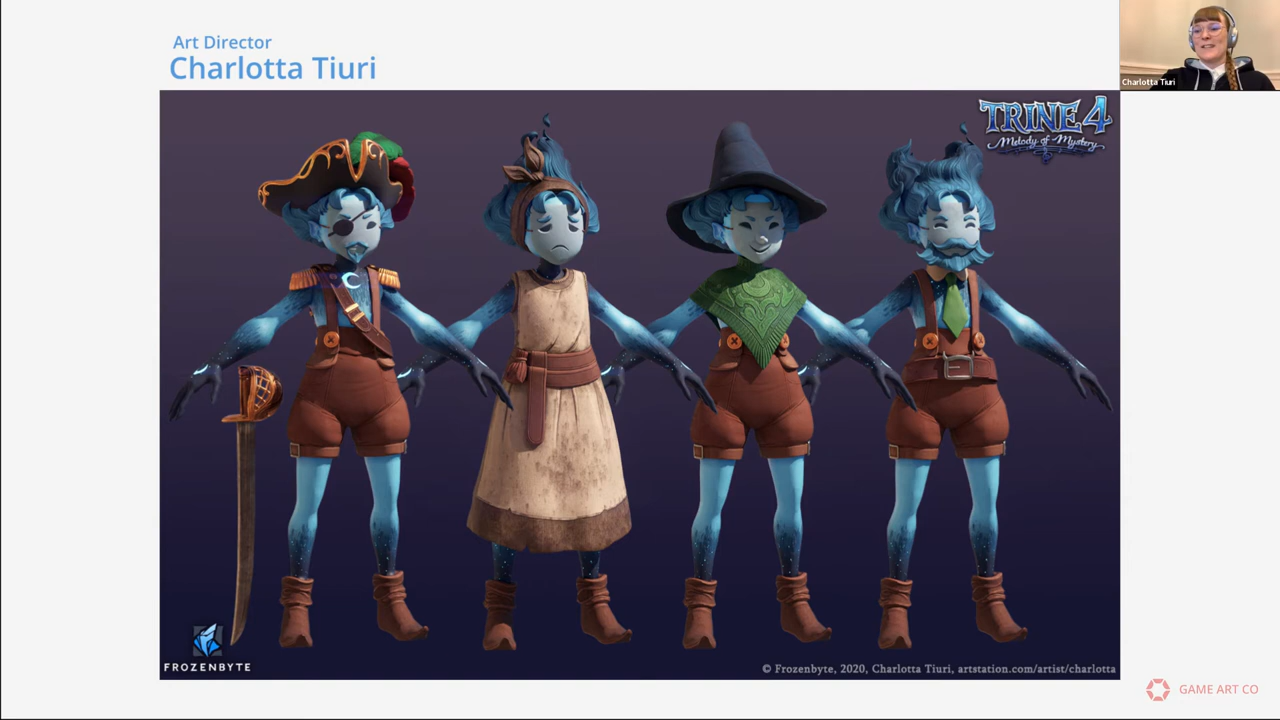 Art Director
Charlotta Tiuri
Charlotta Tiuri
TRINE 4
Melody of Mystery
FROZENBYTE
© Frozenbyte, 2020, Charlotta Tiuri, artstation.com/artist/charlotta
GAME ART CO